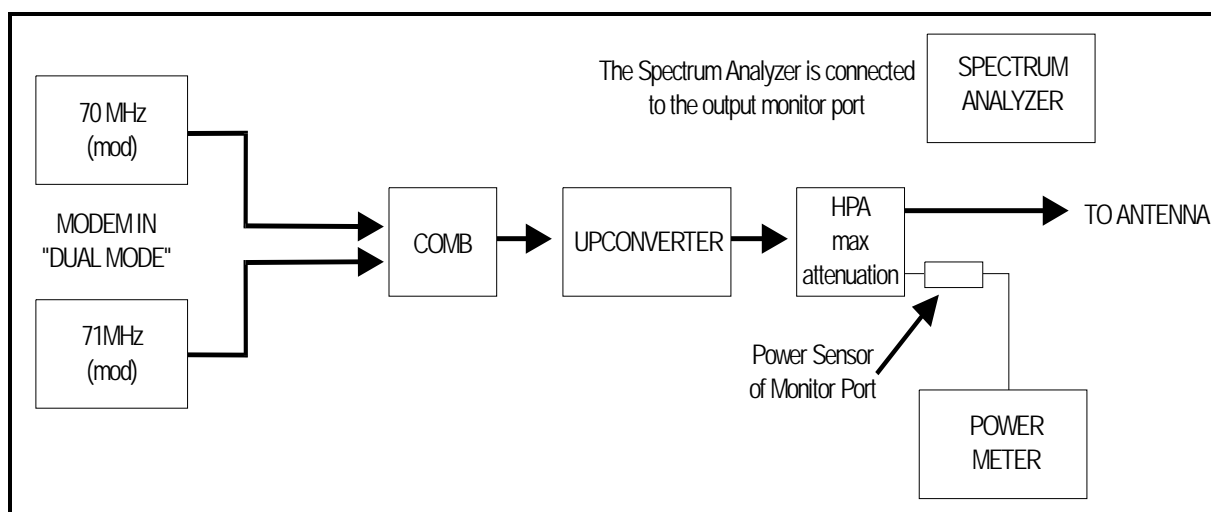 The Spectrum Analyzer is connected
to the output monitor port
SPECTRUM
ANALYZER
70 MHz
(mod)
MODEM IN
"DUAL MODE"
71MHz
(mod)
COMB
UPCONVERTER
HPA
max
attenuation
TO ANTENNA
Power Sensor
of Monitor Port
POWER
METER